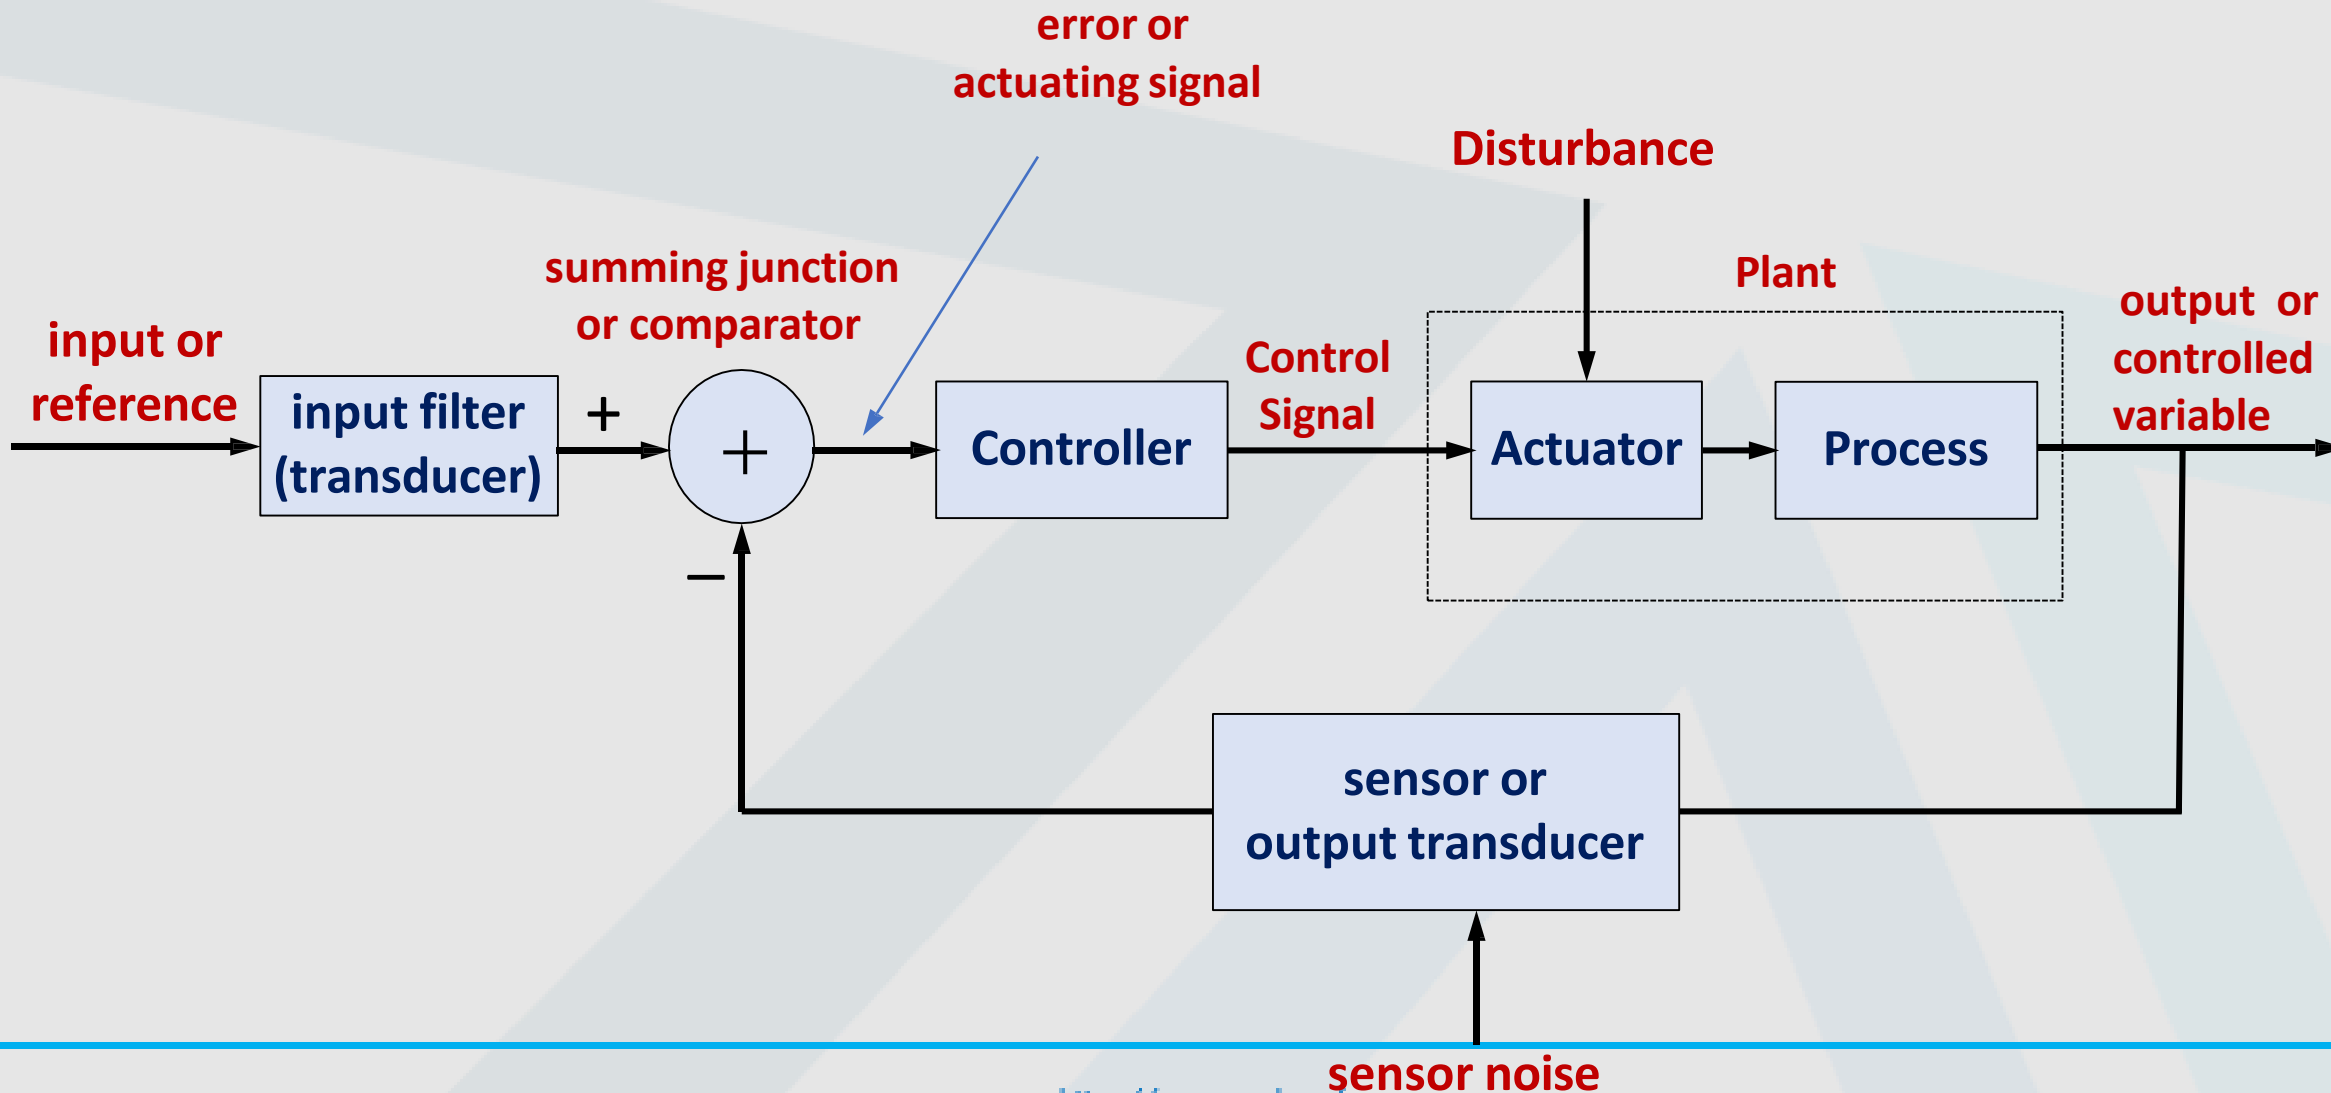 error or
actuating signal
Disturbance
summing junction
or comparator
Plant
input or
reference
output or
controlled
variable
Control
Signal
input filter
(transducer)
+
+
Controller
Actuator
Process
–
sensor or
output transducer
sensor noise